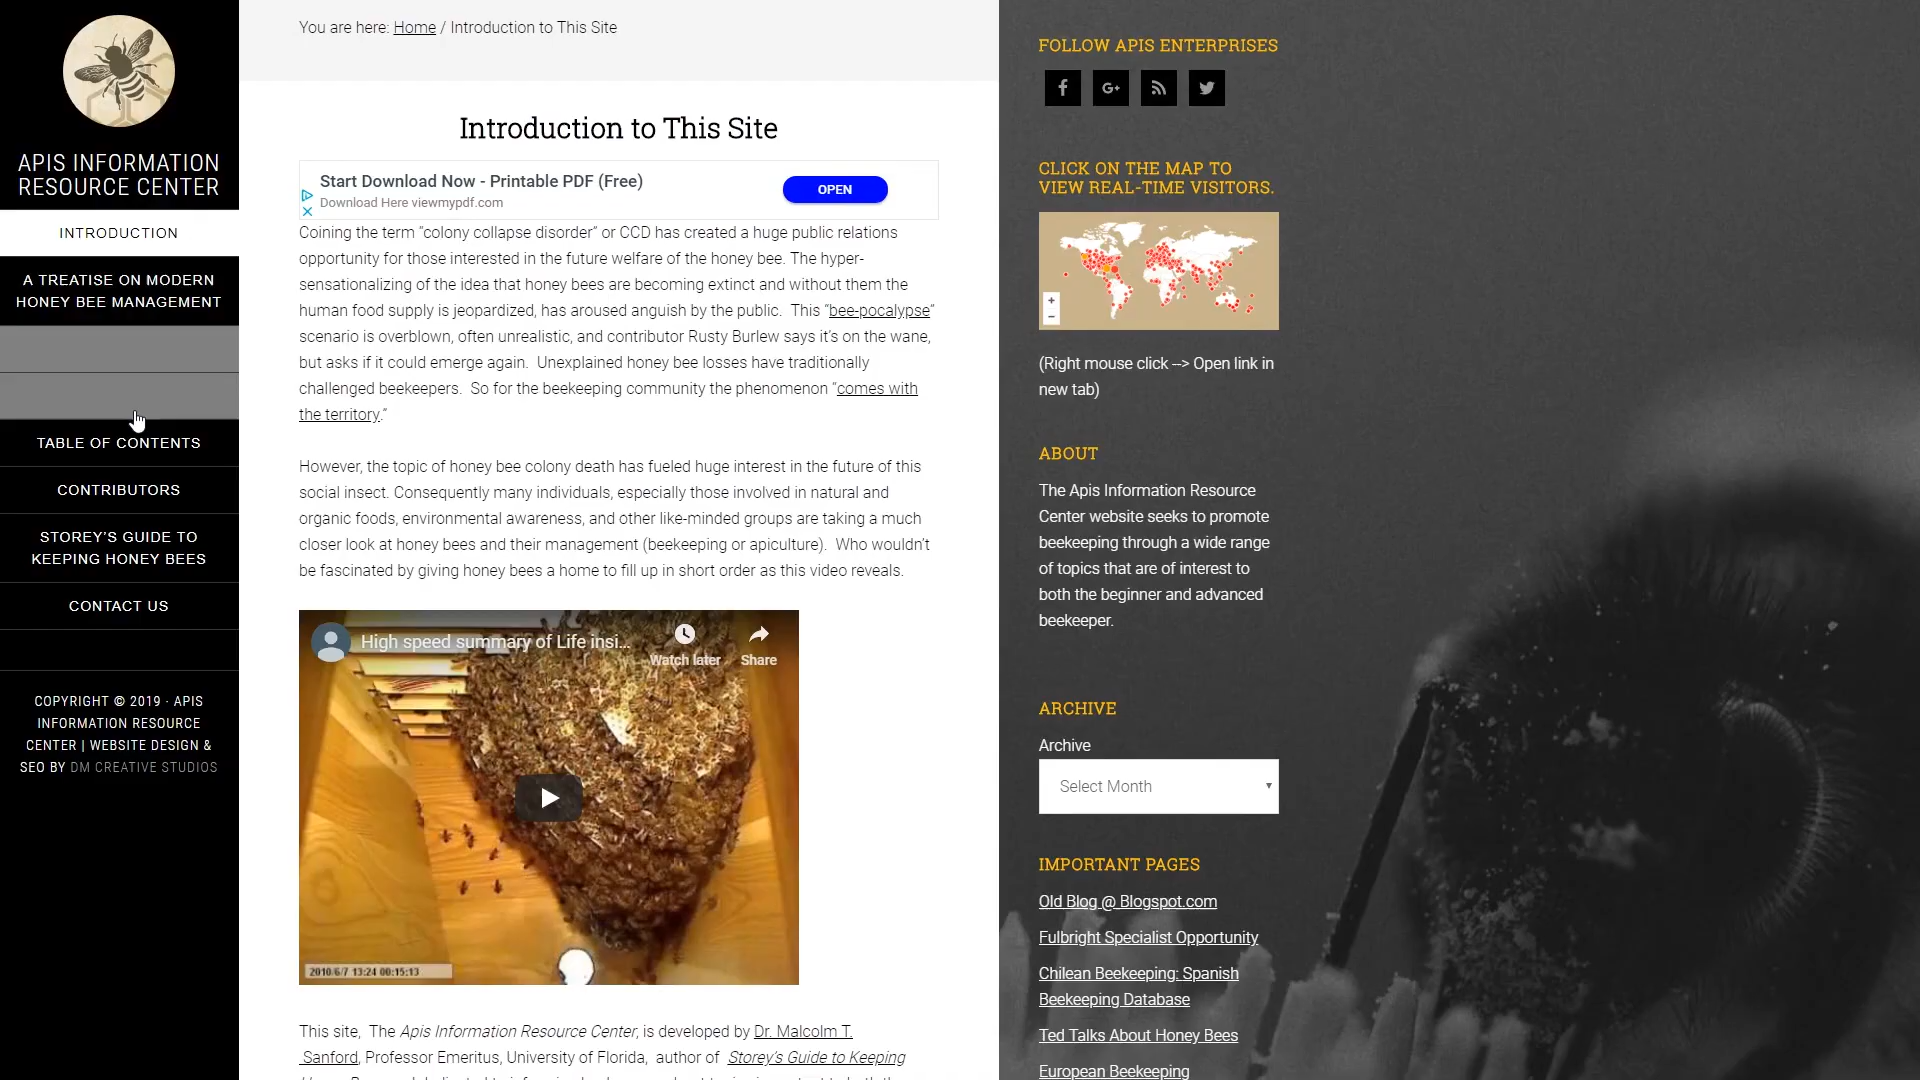 APIS INFORMATION
RESOURCE CENTER
INTRODUCTION
A TREATISE ON MODERN
HONEY BEE MANAGEMENT
TABLE OF CONTENTS
CONTRIBUTORS
STOREY'S GUIDE TO
KEEPING HONEY BEES
CONTACT US
COPYRIGHT © 2019 · APIS
INFORMATION RESOURCE
CENTER | WEBSITE DESIGN &
SEO BY DM CREATIVE STUDIOS
You are here: Home / Introduction to This Site
Introduction to This Site
Start Download Now - Printable PDF (Free)
Download Here viewmypdf.com
OPEN
Coining the term “colony collapse disorder” or CCD has created a huge public relations
opportunity for those interested in the future welfare of the honey bee. The hyper-
sensationalizing of the idea that honey bees are becoming extinct and without them the
human food supply is jeopardized, has aroused anguish by the public.  This “bee-pocalypse”
scenario is overblown, often unrealistic, and contributor Rusty Burlew says it’s on the wane,
but asks if it could emerge again.  Unexplained honey bee losses have traditionally
challenged beekeepers.  So for the beekeeping community the phenomenon “comes with
the territory.”
However, the topic of honey bee colony death has fueled huge interest in the future of this
social insect. Consequently many individuals, especially those involved in natural and
organic foods, environmental awareness, and other like-minded groups are taking a much
closer look at honey bees and their management (beekeeping or apiculture).  Who wouldn’t
be fascinated by giving honey bees a home to fill up in short order as this video reveals.
High speed summary of Life insi...
Watch later
Share
2010/6/7 13:24 00:15:13
This site,  The Apis Information Resource Center, is developed by Dr. Malcolm T.
Sanford, Professor Emeritus, University of Florida,  author of  Storey’s Guide to Keeping
FOLLOW APIS ENTERPRISES
CLICK ON THE MAP TO
VIEW REAL-TIME VISITORS.
(Right mouse click --> Open link in
new tab)
ABOUT
The Apis Information Resource
Center website seeks to promote
beekeeping through a wide range
of topics that are of interest to
both the beginner and advanced
beekeeper.
ARCHIVE
Archive
Select Month
IMPORTANT PAGES
Old Blog @ Blogspot.com
Fulbright Specialist Opportunity
Chilean Beekeeping: Spanish
Beekeeping Database
Ted Talks About Honey Bees
European Beekeeping